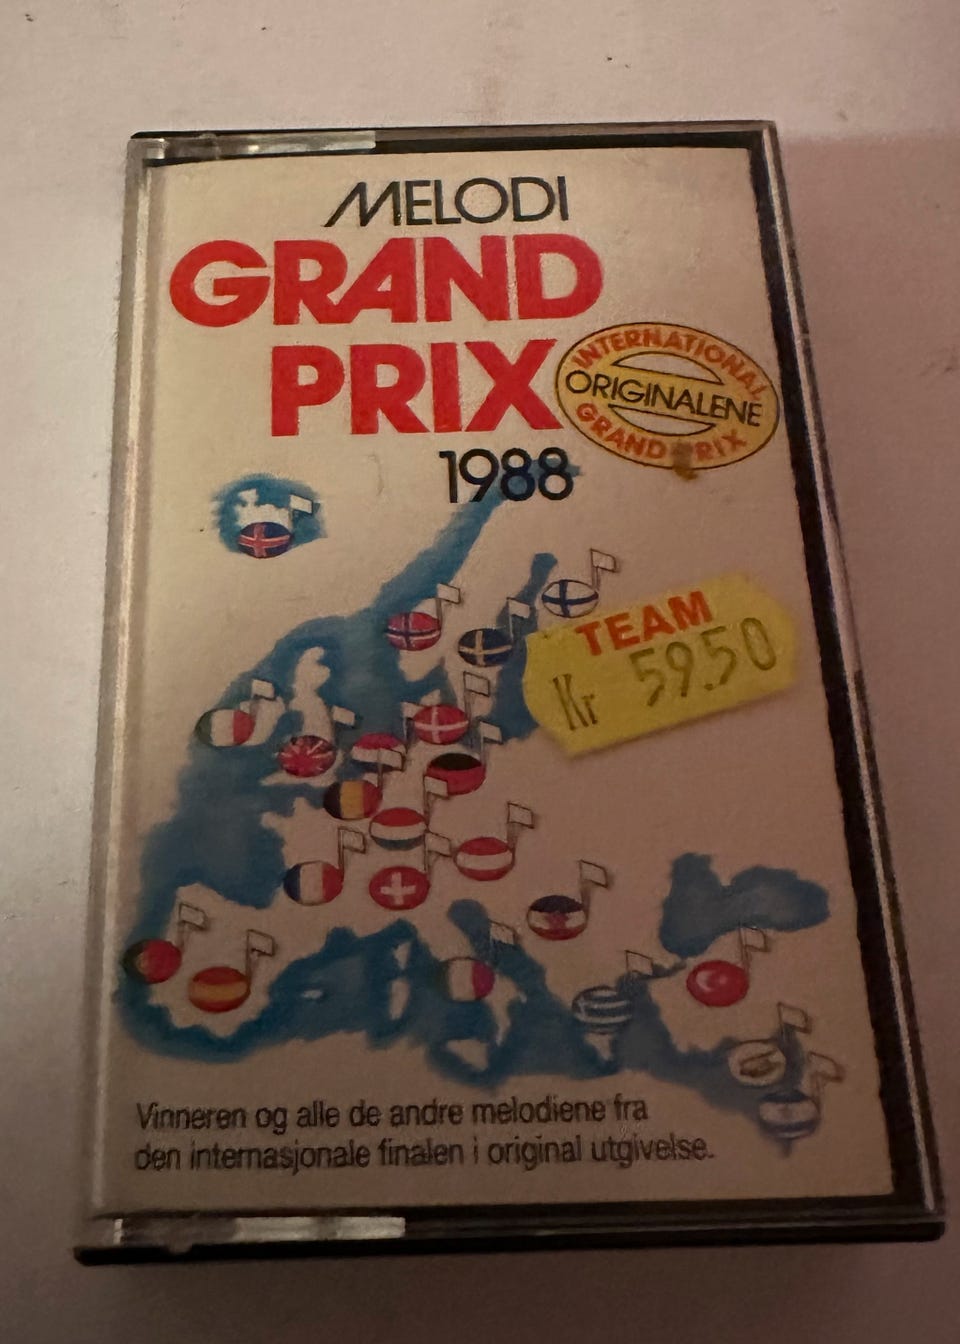 MELODI
GRAND
PRIX
1988
INTERNATIONAL
ORIGINALENE
GRAND PRIX
TEAM
Kr 59.50
Vinneren og alle de andre melodiene fra
den internasjonale finalen i original utgivelse.